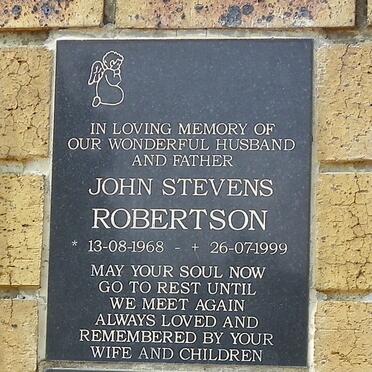 IN LOVING MEMORY OF
OUR WONDERFUL HUSBAND
AND FATHER
JOHN STEVENS
ROBERTSON
* 13-08-1968 - + 26-07-1999
MAY YOUR SOUL NOW
GO TO REST UNTIL
WE MEET AGAIN
ALWAYS LOVED AND
REMEMBERED BY YOUR
WIFE AND CHILDREN